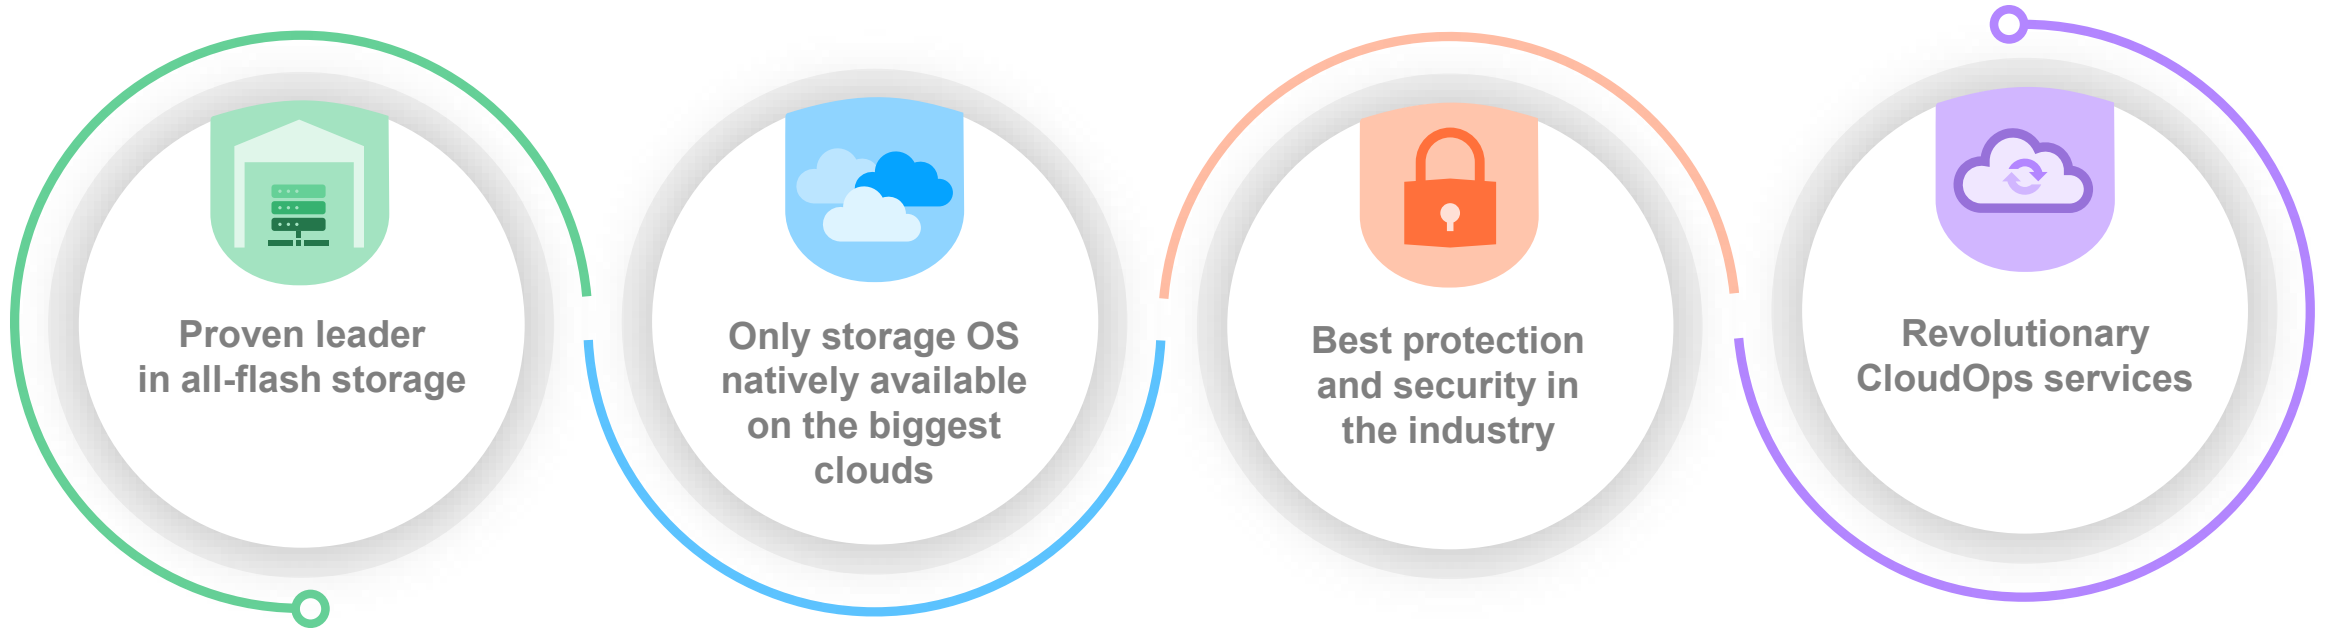 Proven leader
in all-flash storage
Only storage OS
natively available
on the biggest
clouds
Best protection
and security in
the industry
Revolutionary
CloudOps services